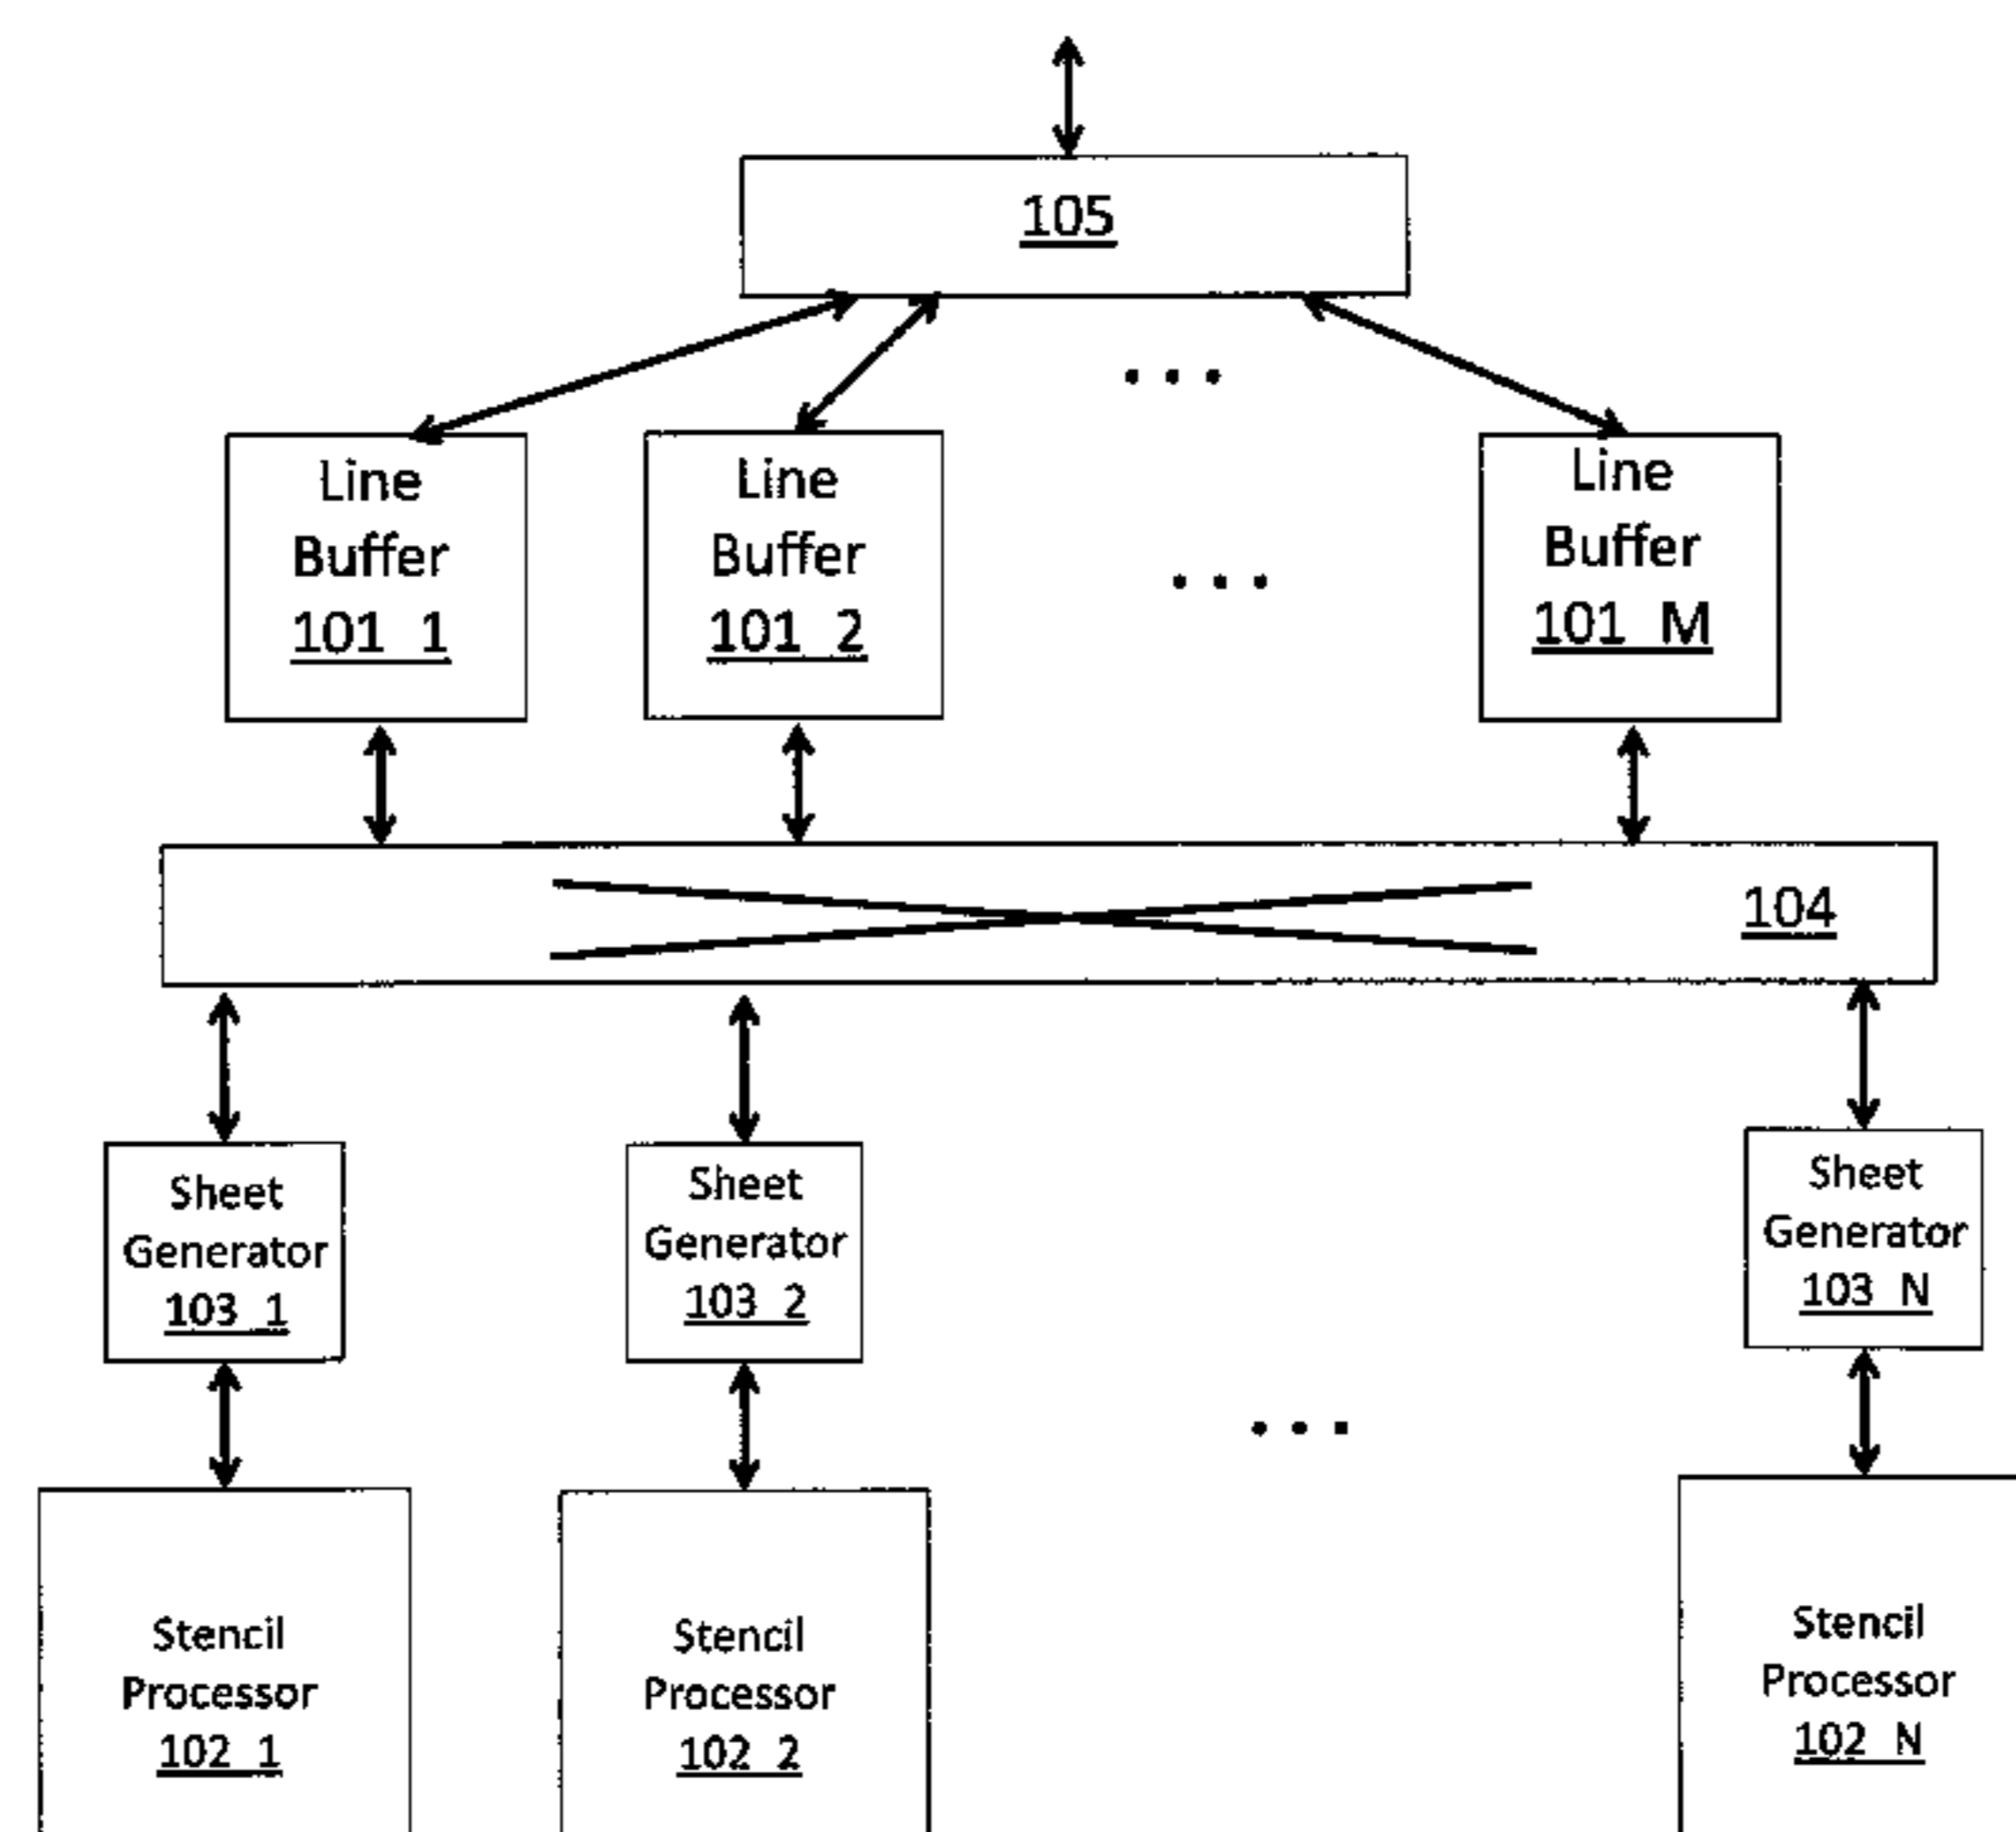 105
. . .
Line
Buffer
101_1
Line
Buffer
101_2
. . .
Line
Buffer
101_M
104
Sheet
Generator
103_1
Sheet
Generator
103_2
Sheet
Generator
103_N
. . .
Stencil
Processor
102_1
Stencil
Processor
102_2
Stencil
Processor
102_N